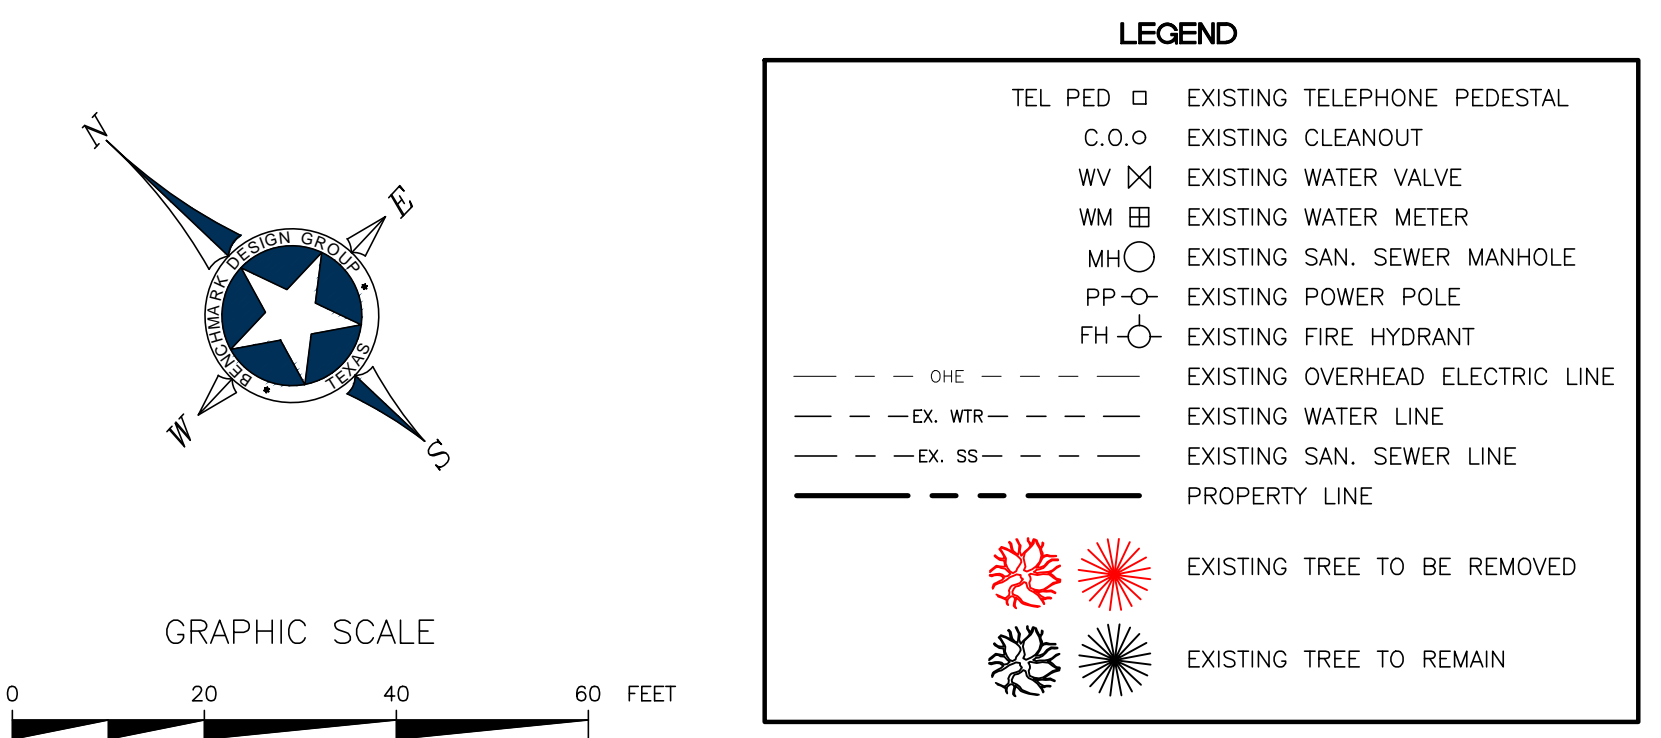 N
E
W
S
BENCHMARK DESIGN GROUP
TEXAS
GRAPHIC SCALE
0 20 40 60 FEET
LEGEND
TEL PED EXISTING TELEPHONE PEDESTAL
C.O. EXISTING CLEANOUT
WV EXISTING WATER VALVE
WM EXISTING WATER METER
MH EXISTING SAN. SEWER MANHOLE
PP EXISTING POWER POLE
FH EXISTING FIRE HYDRANT
OHE EXISTING OVERHEAD ELECTRIC LINE
EX. WTR EXISTING WATER LINE
EX. SS EXISTING SAN. SEWER LINE
PROPERTY LINE
EXISTING TREE TO BE REMOVED
EXISTING TREE TO REMAIN